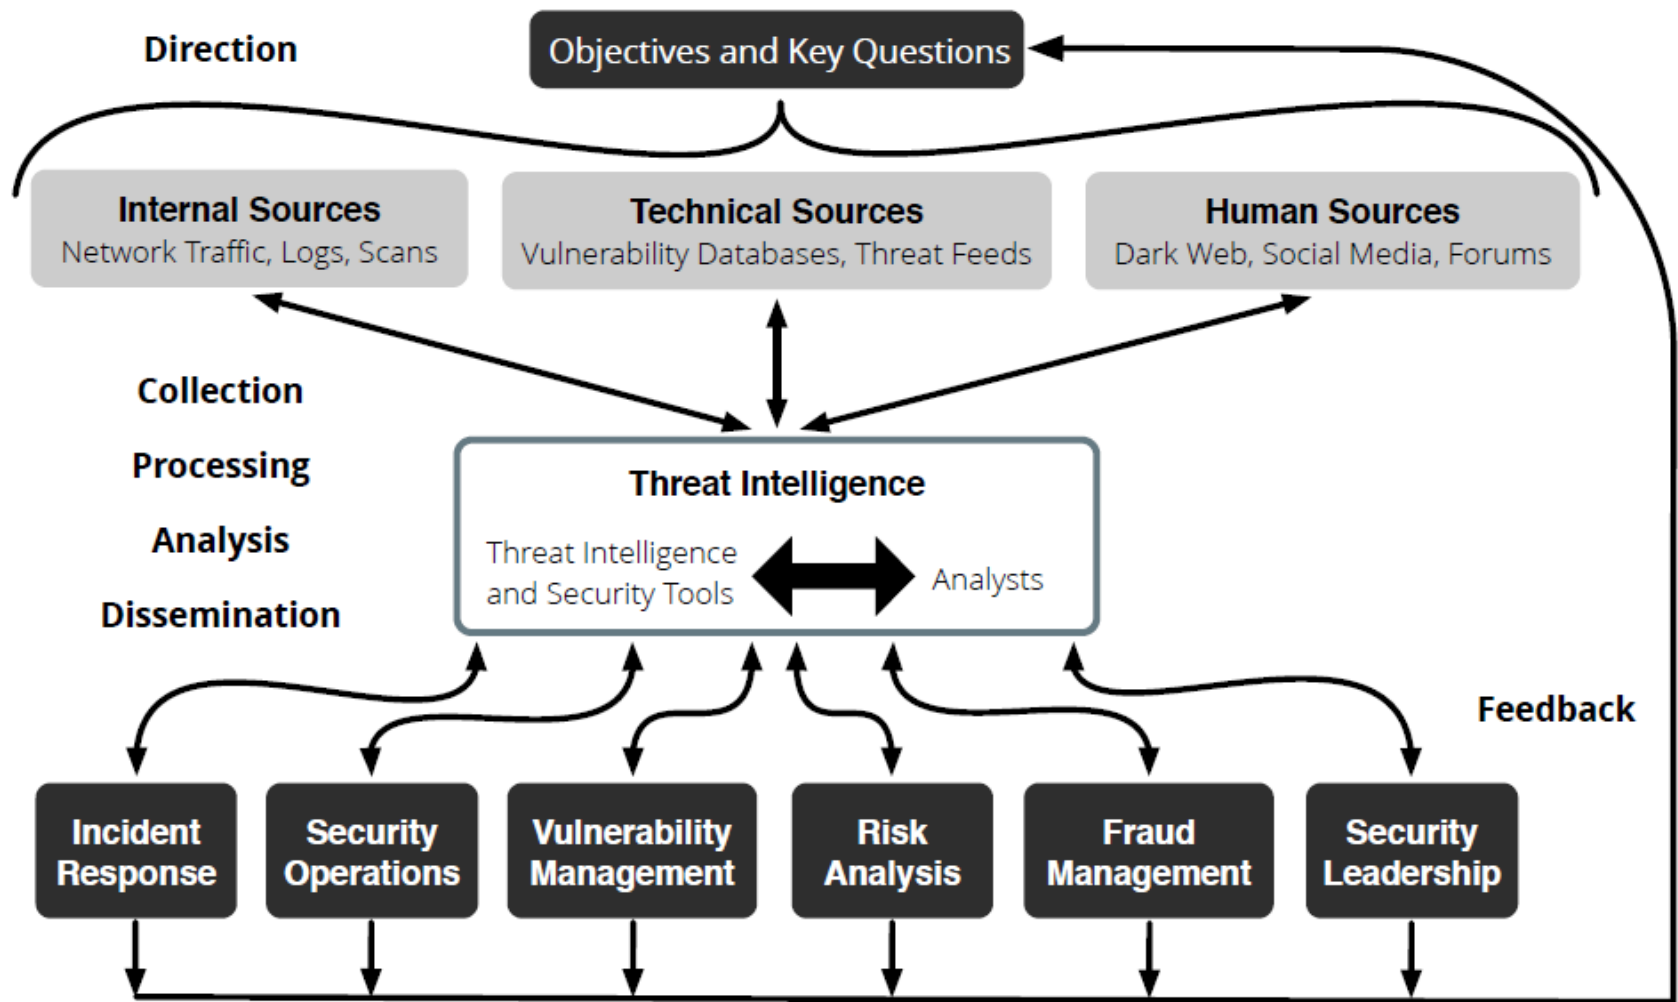 Direction
Objectives and Key Questions
Internal Sources
Network Traffic, Logs, Scans
Technical Sources
Vulnerability Databases, Threat Feeds
Human Sources
Dark Web, Social Media, Forums
Collection
Processing
Analysis
Dissemination
Threat Intelligence
Threat Intelligence
and Security Tools
Analysts
Feedback
Incident
Response
Security
Operations
Vulnerability
Management
Risk
Analysis
Fraud
Management
Security
Leadership